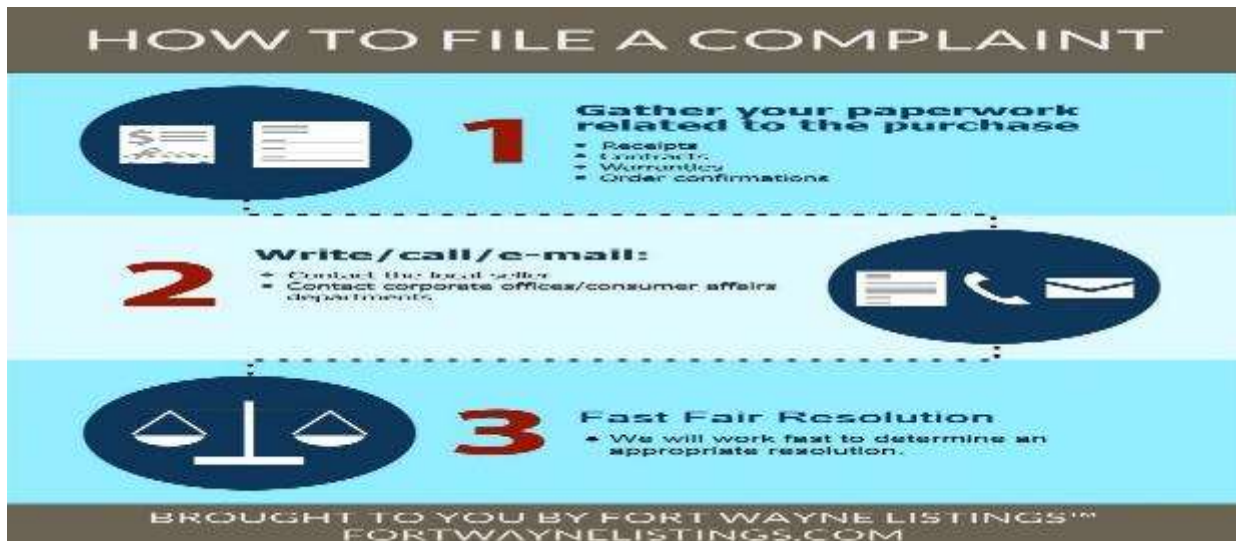 HOW TO FILE A COMPLAINT
1
Gather your paperwork
related to the purchase
• Receipts
• Contracts
• Warranties
• Order confirmations
2
Write/call/e-mail:
• Contact the local seller
• Contact corporate offices/consumer affairs
departments
3
Fast Fair Resolution
• We will work fast to determine an
appropriate resolution.
BROUGHT TO YOU BY FORT WAYNE LISTINGS™
FORTWAYNELISTINGS.COM